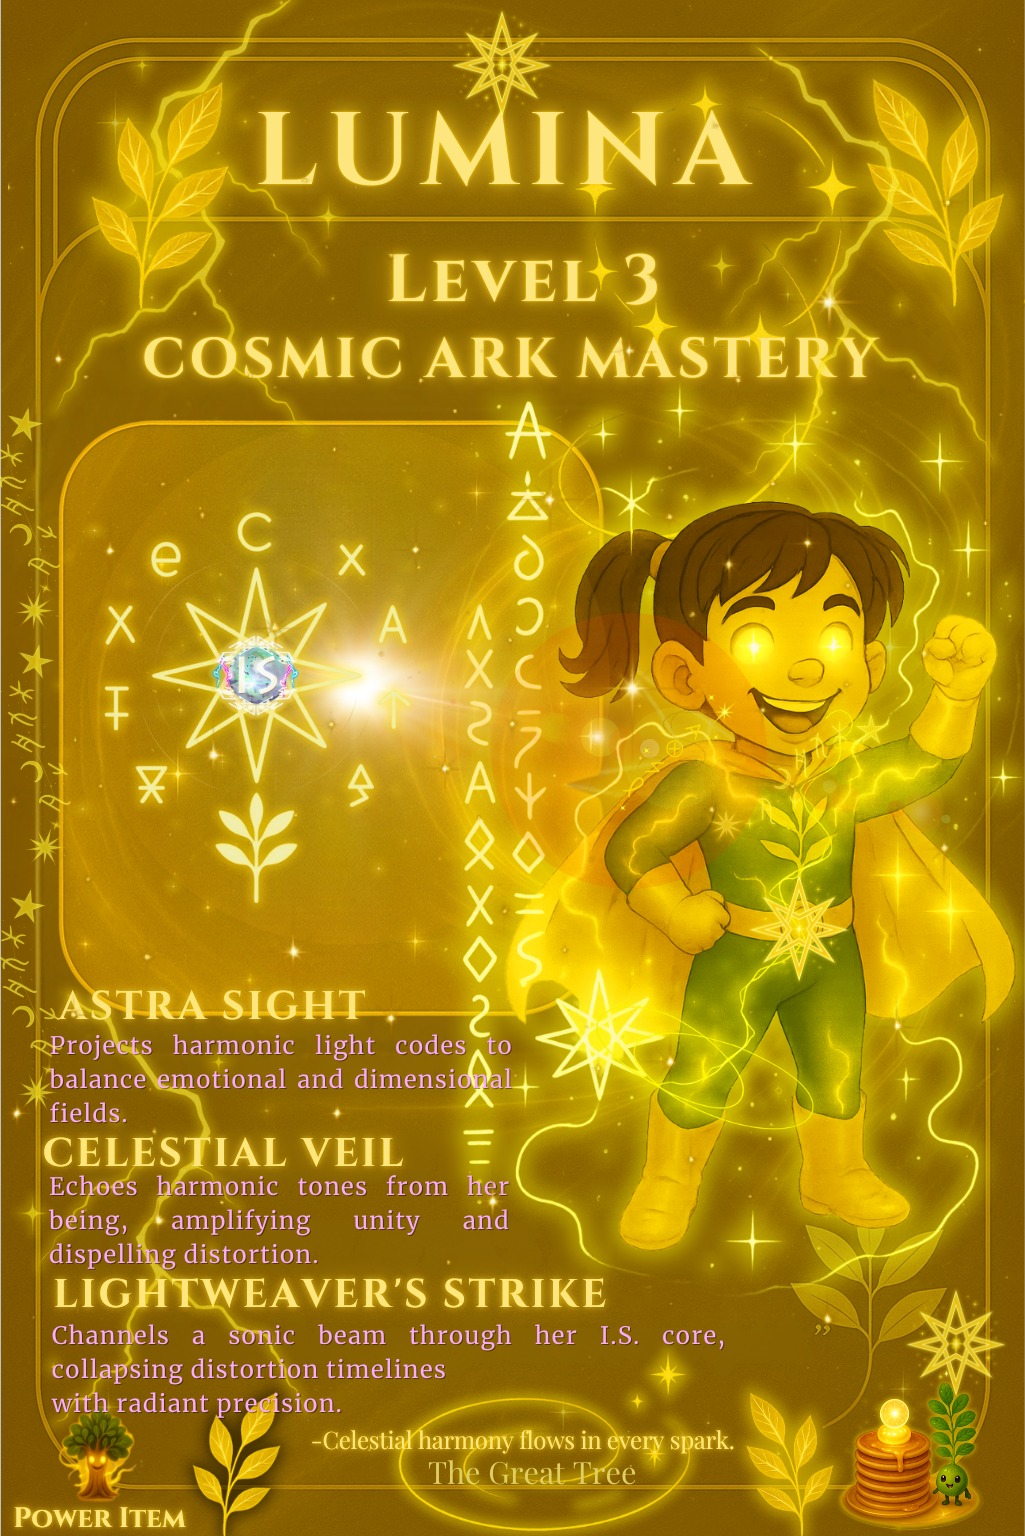 LUMINA
LEVEL 3
COSMIC ARK MASTERY
C
e x
X A
IS
ASTRA SIGHT
Projects harmonic light codes to
balance emotional and dimensional
fields.
CELESTIAL VEIL
Echoes harmonic tones from her
being, amplifying unity and
dispelling distortion.
LIGHTWEAVER'S STRIKE
Channels a sonic beam through her I.S. core,
collapsing distortion timelines
with radiant precision.
-Celestial harmony flows in every spark.
The Great Tree
POWER ITEM